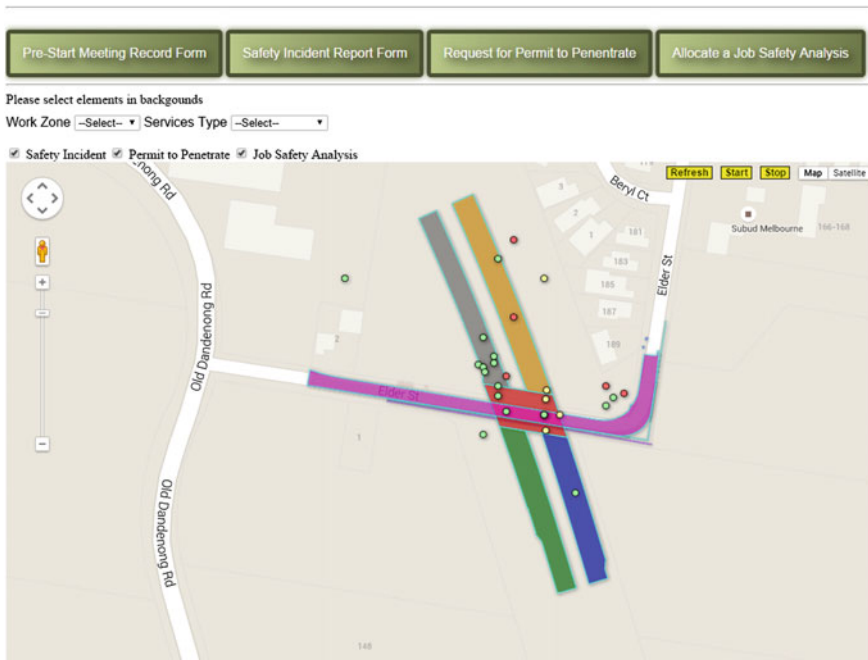 Pre-Start Meeting Record Form
Safety Incident Report Form
Request for Permit to Penentrate
Allocate a Job Safety Analysis
Please select elements in backgounds
Work Zone --Select-- Services Type --Select--
Safety Incident Permit to Penetrate Job Safety Analysis
Refresh Start Stop Map Satellite
Beryl Ct
3
2
1
181
183
185
187
189
Subud Melbourne
166-168
Elder St
Old Dandenong Rd
2
Elder St
1
Old Dandenong Rd
148